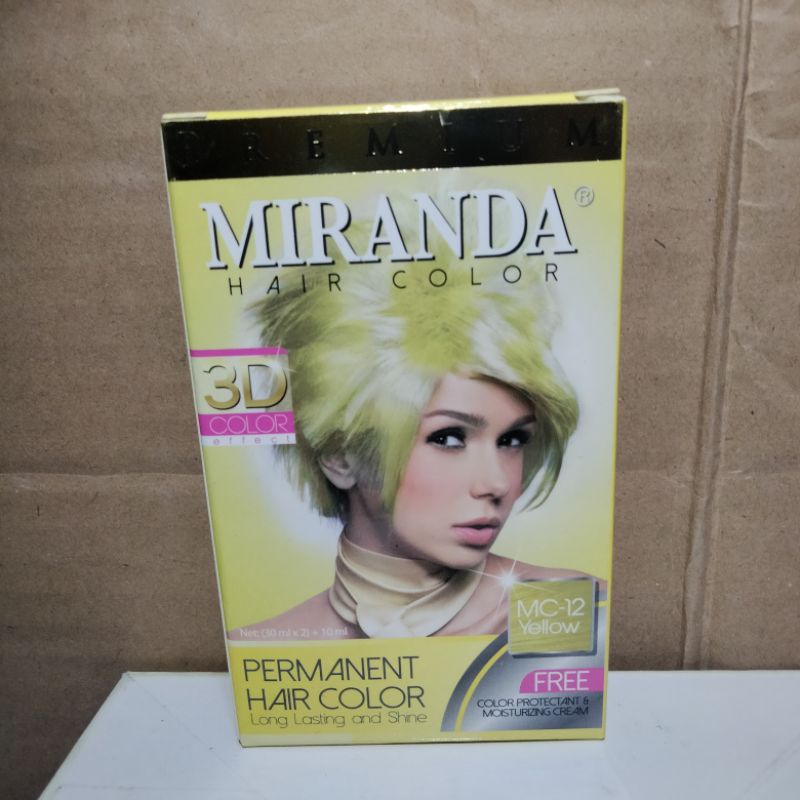 PREMIUM
MIRANDA®
HAIR COLOR
3D
COLOR
effect
MC-12
Yellow
Net: (30 ml x 2) + 10 ml
PERMANENT
HAIR COLOR
Long Lasting and Shine
FREE
COLOR PROTECTANT &
MOISTURIZING CREAM